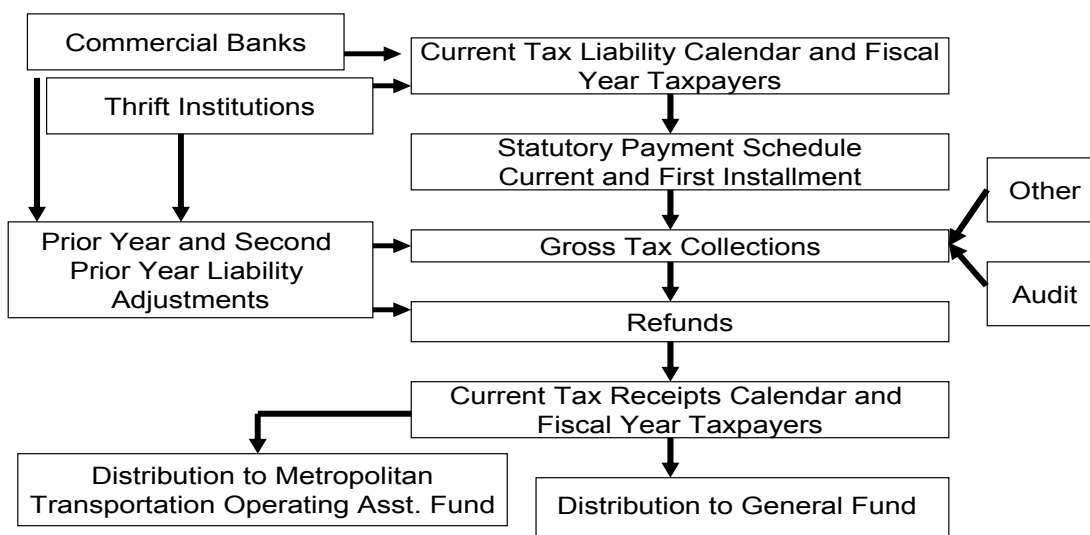 Commercial Banks
Current Tax Liability Calendar and Fiscal
Year Taxpayers
Thrift Institutions
Statutory Payment Schedule
Current and First Installment
Other
Prior Year and Second
Prior Year Liability
Adjustments
Gross Tax Collections
Audit
Refunds
Current Tax Receipts Calendar and
Fiscal Year Taxpayers
Distribution to Metropolitan
Transportation Operating Asst. Fund
Distribution to General Fund